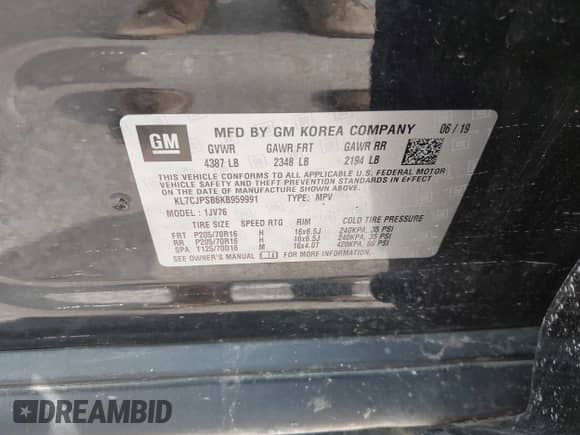 GM
MFD BY GM KOREA COMPANY 06/19
GVWR GAWR FRT GAWR RR
4387 LB 2348 LB 2194 LB
THIS VEHICLE CONFORMS TO ALL APPLICABLE U.S. FEDERAL MOTOR
VEHICLE SAFETY, BUMPER, AND THEFT PREVENTION STANDARDS IN
EFFECT ON THE DATE OF MANUFACTURE SHOWN ABOVE.
KL7CJPSB6KB959991 TYPE: MPV
MODEL: 1JV76
TIRE SIZE SPEED RTG RIM COLD TIRE PRESSURE
FRT P205/70R16 H 16x6.5J 240KPA, 35 PSI
RR P205/70R16 H 16x6.5J 240KPA, 35 PSI
SPA T125/70D16 M 16x4.0T 420KPA, 60 PSI
SEE OWNER'S MANUAL FOR MORE INFORMATION.
DREAMBID